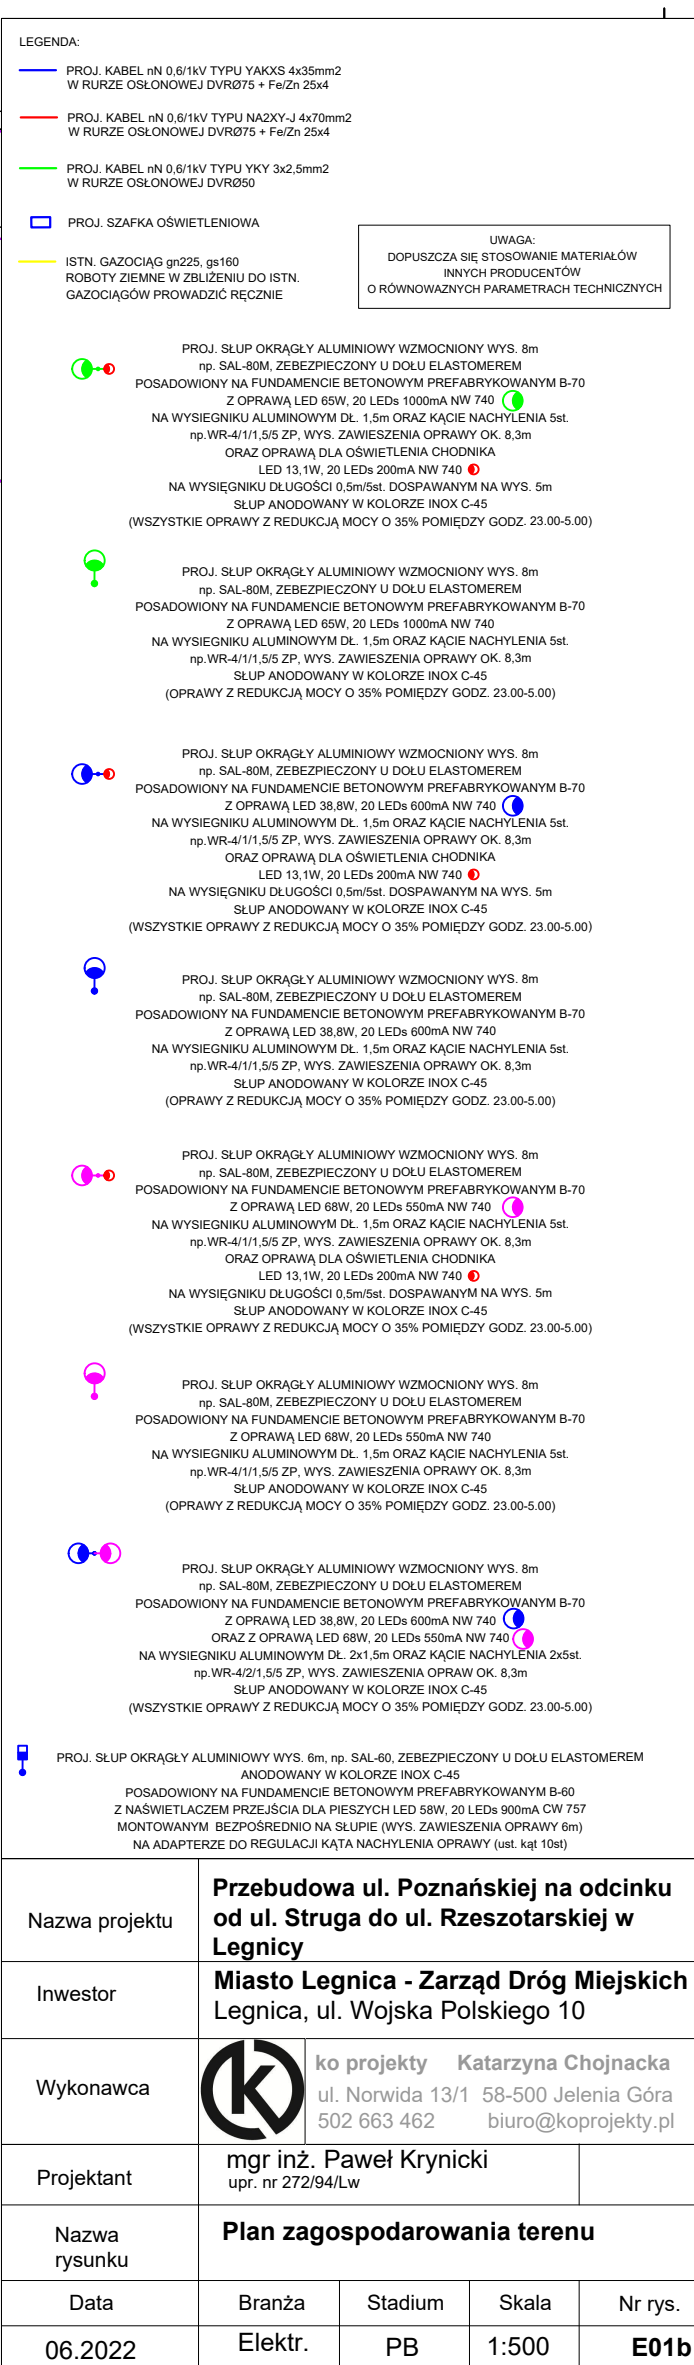 LEGENDA:
PROJ. KABEL nN 0,6/1kV TYPU YAKXS 4x35mm2
W RURZE OSŁONOWEJ DVRØ75 + Fe/Zn 25x4
PROJ. KABEL nN 0,6/1kV TYPU NA2XY-J 4x70mm2
W RURZE OSŁONOWEJ DVRØ75 + Fe/Zn 25x4
PROJ. KABEL nN 0,6/1kV TYPU YKY 3x2,5mm2
W RURZE OSŁONOWEJ DVRØ50
PROJ. SZAFKA OŚWIETLENIOWA
ISTN. GAZOCIĄG gn225, gs160
ROBOTY ZIEMNE W ZBLIŻENIU DO ISTN.
GAZOCIĄGÓW PROWADZIĆ RĘCZNIE
UWAGA:
DOPUSZCZA SIĘ STOSOWANIE MATERIAŁÓW
INNYCH PRODUCENTÓW
O RÓWNOWAŻNYCH PARAMETRACH TECHNICZNYCH
PROJ. SŁUP OKRĄGŁY ALUMINIOWY WZMOCNIONY WYS. 8m
np. SAL-80M, ZEBEZPIECZONY U DOŁU ELASTOMEREM
POSADOWIONY NA FUNDAMENCIE BETONOWYM PREFABRYKOWANYM B-70
Z OPRAWĄ LED 65W, 20 LEDs 1000mA NW 740
NA WYSIEGNIKU ALUMINOWYM DŁ. 1,5m ORAZ KĄCIE NACHYLENIA 5st.
np.WR-4/1/1,5/5 ZP, WYS. ZAWIESZENIA OPRAWY OK. 8,3m
ORAZ OPRAWĄ DLA OŚWIETLENIA CHODNIKA
LED 13,1W, 20 LEDs 200mA NW 740
NA WYSIĘGNIKU DŁUGOŚCI 0,5m/5st. DOSPAWANYM NA WYS. 5m
SŁUP ANODOWANY W KOLORZE INOX C-45
(WSZYSTKIE OPRAWY Z REDUKCJĄ MOCY O 35% POMIĘDZY GODZ. 23.00-5.00)
PROJ. SŁUP OKRĄGŁY ALUMINIOWY WZMOCNIONY WYS. 8m
np. SAL-80M, ZEBEZPIECZONY U DOŁU ELASTOMEREM
POSADOWIONY NA FUNDAMENCIE BETONOWYM PREFABRYKOWANYM B-70
Z OPRAWĄ LED 65W, 20 LEDs 1000mA NW 740
NA WYSIEGNIKU ALUMINOWYM DŁ. 1,5m ORAZ KĄCIE NACHYLENIA 5st.
np.WR-4/1/1,5/5 ZP, WYS. ZAWIESZENIA OPRAWY OK. 8,3m
SŁUP ANODOWANY W KOLORZE INOX C-45
(OPRAWY Z REDUKCJĄ MOCY O 35% POMIĘDZY GODZ. 23.00-5.00)
PROJ. SŁUP OKRĄGŁY ALUMINIOWY WZMOCNIONY WYS. 8m
np. SAL-80M, ZEBEZPIECZONY U DOŁU ELASTOMEREM
POSADOWIONY NA FUNDAMENCIE BETONOWYM PREFABRYKOWANYM B-70
Z OPRAWĄ LED 38,8W, 20 LEDs 600mA NW 740
NA WYSIEGNIKU ALUMINOWYM DŁ. 1,5m ORAZ KĄCIE NACHYLENIA 5st.
np.WR-4/1/1,5/5 ZP, WYS. ZAWIESZENIA OPRAWY OK. 8,3m
ORAZ OPRAWĄ DLA OŚWIETLENIA CHODNIKA
LED 13,1W, 20 LEDs 200mA NW 740
NA WYSIĘGNIKU DŁUGOŚCI 0,5m/5st. DOSPAWANYM NA WYS. 5m
SŁUP ANODOWANY W KOLORZE INOX C-45
(WSZYSTKIE OPRAWY Z REDUKCJĄ MOCY O 35% POMIĘDZY GODZ. 23.00-5.00)
PROJ. SŁUP OKRĄGŁY ALUMINIOWY WZMOCNIONY WYS. 8m
np. SAL-80M, ZEBEZPIECZONY U DOŁU ELASTOMEREM
POSADOWIONY NA FUNDAMENCIE BETONOWYM PREFABRYKOWANYM B-70
Z OPRAWĄ LED 38,8W, 20 LEDs 600mA NW 740
NA WYSIEGNIKU ALUMINOWYM DŁ. 1,5m ORAZ KĄCIE NACHYLENIA 5st.
np.WR-4/1/1,5/5 ZP, WYS. ZAWIESZENIA OPRAWY OK. 8,3m
SŁUP ANODOWANY W KOLORZE INOX C-45
(OPRAWY Z REDUKCJĄ MOCY O 35% POMIĘDZY GODZ. 23.00-5.00)
PROJ. SŁUP OKRĄGŁY ALUMINIOWY WZMOCNIONY WYS. 8m
np. SAL-80M, ZEBEZPIECZONY U DOŁU ELASTOMEREM
POSADOWIONY NA FUNDAMENCIE BETONOWYM PREFABRYKOWANYM B-70
Z OPRAWĄ LED 68W, 20 LEDs 550mA NW 740
NA WYSIEGNIKU ALUMINOWYM DŁ. 1,5m ORAZ KĄCIE NACHYLENIA 5st.
np.WR-4/1/1,5/5 ZP, WYS. ZAWIESZENIA OPRAWY OK. 8,3m
ORAZ OPRAWĄ DLA OŚWIETLENIA CHODNIKA
LED 13,1W, 20 LEDs 200mA NW 740
NA WYSIĘGNIKU DŁUGOŚCI 0,5m/5st. DOSPAWANYM NA WYS. 5m
SŁUP ANODOWANY W KOLORZE INOX C-45
(WSZYSTKIE OPRAWY Z REDUKCJĄ MOCY O 35% POMIĘDZY GODZ. 23.00-5.00)
PROJ. SŁUP OKRĄGŁY ALUMINIOWY WZMOCNIONY WYS. 8m
np. SAL-80M, ZEBEZPIECZONY U DOŁU ELASTOMEREM
POSADOWIONY NA FUNDAMENCIE BETONOWYM PREFABRYKOWANYM B-70
Z OPRAWĄ LED 68W, 20 LEDs 550mA NW 740
NA WYSIEGNIKU ALUMINOWYM DŁ. 1,5m ORAZ KĄCIE NACHYLENIA 5st.
np.WR-4/1/1,5/5 ZP, WYS. ZAWIESZENIA OPRAWY OK. 8,3m
SŁUP ANODOWANY W KOLORZE INOX C-45
(OPRAWY Z REDUKCJĄ MOCY O 35% POMIĘDZY GODZ. 23.00-5.00)
PROJ. SŁUP OKRĄGŁY ALUMINIOWY WZMOCNIONY WYS. 8m
np. SAL-80M, ZEBEZPIECZONY U DOŁU ELASTOMEREM
POSADOWIONY NA FUNDAMENCIE BETONOWYM PREFABRYKOWANYM B-70
Z OPRAWĄ LED 38,8W, 20 LEDs 600mA NW 740
ORAZ Z OPRAWĄ LED 68W, 20 LEDs 550mA NW 740
NA WYSIEGNIKU ALUMINOWYM DŁ. 2x1,5m ORAZ KĄCIE NACHYLENIA 2x5st.
np.WR-4/2/1,5/5 ZP, WYS. ZAWIESZENIA OPRAW OK. 8,3m
SŁUP ANODOWANY W KOLORZE INOX C-45
(WSZYSTKIE OPRAWY Z REDUKCJĄ MOCY O 35% POMIĘDZY GODZ. 23.00-5.00)
PROJ. SŁUP OKRĄGŁY ALUMINIOWY WYS. 6m, np. SAL-60, ZEBEZPIECZONY U DOŁU ELASTOMEREM
ANODOWANY W KOLORZE INOX C-45
POSADOWIONY NA FUNDAMENCIE BETONOWYM PREFABRYKOWANYM B-60
Z NAŚWIETLACZEM PRZEJŚCIA DLA PIESZYCH LED 58W, 20 LEDs 900mA CW 757
MONTOWANYM BEZPOŚREDNIO NA SŁUPIE (WYS. ZAWIESZENIA OPRAWY 6m)
NA ADAPTERZE DO REGULACJI KĄTA NACHYLENIA OPRAWY (ust. kąt 10st)
Nazwa projektu
Przebudowa ul. Poznańskiej na odcinku
od ul. Struga do ul. Rzeszotarskiej w
Legnicy
Inwestor
Miasto Legnica - Zarząd Dróg Miejskich
Legnica, ul. Wojska Polskiego 10
Wykonawca
ko projekty Katarzyna Chojnacka
ul. Norwida 13/1 58-500 Jelenia Góra
502 663 462 biuro@koprojekty.pl
Projektant
mgr inż. Paweł Krynicki
upr. nr 272/94/Lw
Nazwa
rysunku
Plan zagospodarowania terenu
Data Branża Stadium Skala Nr rys.
06.2022 Elektr. PB 1:500 E01b